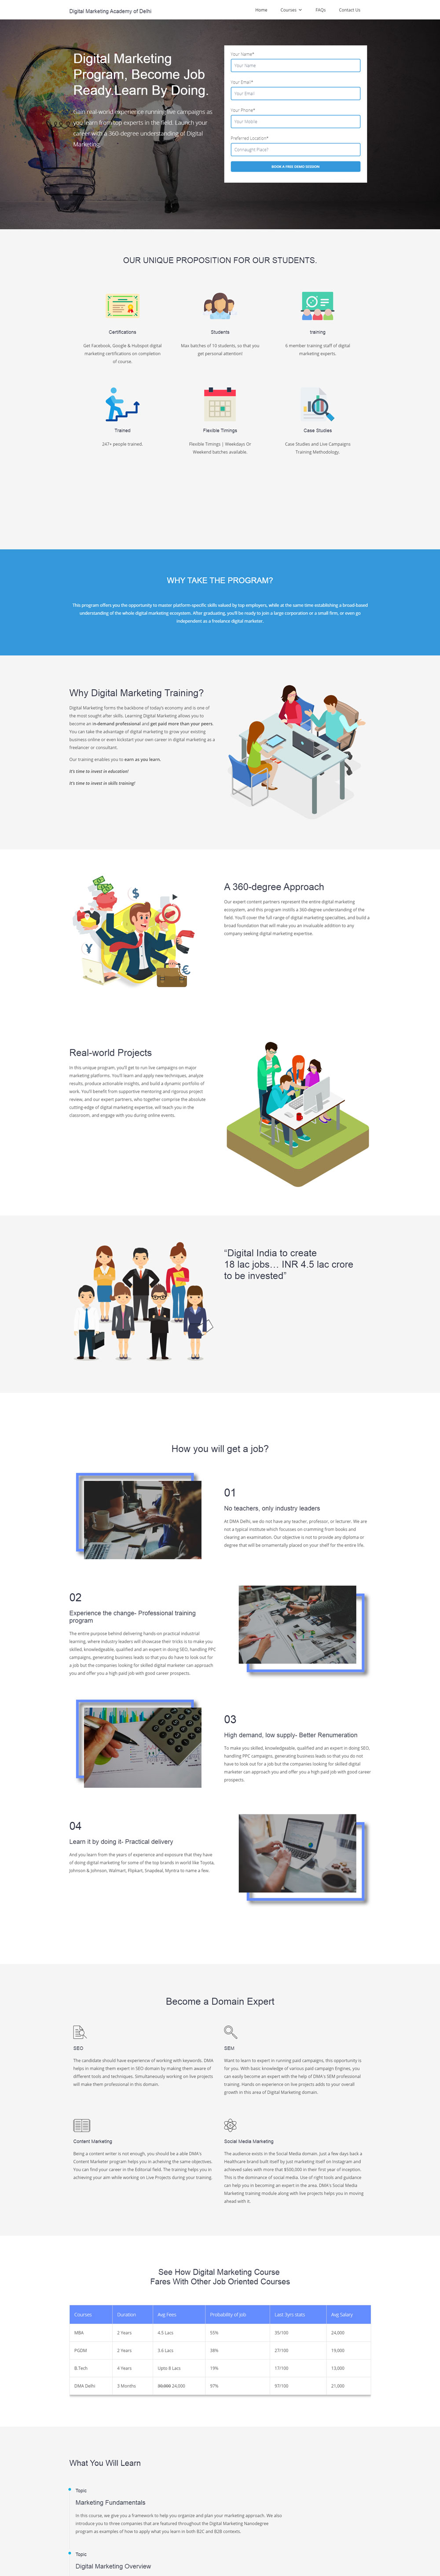 Digital Marketing Academy of Delhi
Home Courses FAQs Contact Us
Digital Marketing
Program, Become Job
Ready.Learn By Doing.
Gain real-world experience running live campaigns as
you learn from top experts in the field. Launch your
career with a 360-degree understanding of Digital
Marketing.
Your Name*
Your Name
Your Email*
Your Email
Your Phone*
Your Mobile
Preferred Location*
Connaught Place?
BOOK A FREE DEMO SESSION
OUR UNIQUE PROPOSITION FOR OUR STUDENTS.
Certifications
Get Facebook, Google & Hubspot digital
marketing certifications on completion
of course.
Students
Max batches of 10 students, so that you
get personal attention!
training
6 member training staff of digital
marketing experts.
Trained
247+ people trained.
Flexible Timings
Flexible Timings | Weekdays Or
Weekend batches available.
Case Studies
Case Studies and Live Campaigns
Training Methodology.
WHY TAKE THE PROGRAM?
This program offers you the opportunity to master platform-specific skills valued by top employers, while at the same time establishing a broad-based
understanding of the whole digital marketing ecosystem. After graduating, you'll be ready to join a large corporation or a small firm, or even go
independent as a freelance digital marketer.
Why Digital Marketing Training?
Digital Marketing forms the backbone of today's economy and is one of
the most sought after skills. Learning Digital Marketing allows you to
become an in-demand professional and get paid more than your peers.
You can take the advantage of digital marketing to grow your existing
business online or even kickstart your own career in digital marketing as a
freelancer or consultant.
Our training enables you to earn as you learn.
It's time to invest in education!
It's time to invest in skills training!
A 360-degree Approach
Our expert content partners represent the entire digital marketing
ecosystem, and this program instills a 360-degree understanding of the
field. You'll cover the full range of digital marketing specialties, and build a
broad foundation that will make you an invaluable addition to any
company seeking digital marketing expertise.
Real-world Projects
In this unique program, you'll get to run live campaigns on major
marketing platforms. You'll learn and apply new techniques, analyze
results, produce actionable insights, and build a dynamic portfolio of
work. You'll benefit from supportive mentoring and rigorous project
review, and our expert partners, who together comprise the absolute
cutting-edge of digital marketing expertise, will teach you in the
classroom, and engage with you during online events.
“Digital India to create
18 lac jobs… INR 4.5 lac crore
to be invested”
How you will get a job?
01
No teachers, only industry leaders
At DMA Delhi, we do not have any teacher, professor, or lecturer. We are
not a typical institute which focusses on cramming from books and
clearing an examination. Our objective is not to provide any diploma or
degree that will be ornamentally placed on your shelf for the entire life.
02
Experience the change- Professional training
program
The entire purpose behind delivering hands-on practical industrial
learning, where industry leaders will showcase their tricks is to make you
skilled, knowledgeable, qualified and an expert in doing SEO, handling PPC
campaigns, generating business leads so that you do have to look out for
a job but the companies looking for skilled digital marketer can approach
you and offer you a high paid job with good career prospects.
03
High demand, low supply- Better Renumeration
To make you skilled, knowledgeable, qualified and an expert in doing SEO,
handling PPC campaigns, generating business leads so that you do not
have to look out for a job but the companies looking for skilled digital
marketer can approach you and offer you a high paid job with good career
prospects.
04
Learn it by doing it- Practical delivery
And you learn from the years of experience and exposure that they have
of doing digital marketing for some of the top brands in world like Toyota,
Johnson & Johnson, Walmart, Flipkart, Snapdeal, Myntra to name a few.
Become a Domain Expert
SEO
The candidate should have experienced of working with keywords. DMA
helps in making them expert in SEO domain by making them aware of
different tools and techniques. Simultaneously working on live projects
will make them professional in this domain.
SEM
Want to learn to expert in running paid campaigns, this opportunity is
for you. With basic knowledge of various paid campaign Engines, you
can easily become an expert with the help of DMA's SEM professional
training. Hands on experience on live projects adds to your overall
growth in this area of Digital Marketing domain.
Content Marketing
Being a content writer is not enough, you should be a able DMA's
Content Marketer program helps you in achieving the same objectives.
You can find your career in the Editorial field. The training helps you in
achieving your aim while working on Live Projects during your training.
Social Media Marketing
The audience exists in the Social Media domain. Just a few days back a
Healthcare brand built itself by just marketing itself on Instagram and
achieved sales with more that $500,000 in their first year of inception.
This is the dominance of social media. Use of right tools and guidance
can help you in becoming an expert in the area. DMA's Social Media
Marketing training module along with live projects helps you in moving
ahead with it.
See How Digital Marketing Course
Fares With Other Job Oriented Courses
Courses Duration Avg Fees Probability of Job Last 3yrs stats Avg Salary
MBA 2 Years 4.5 Lacs 55% 35/100 24,000
PGDM 2 Years 3.6 Lacs 38% 27/100 19,000
B.Tech 4 Years Upto 8 Lacs 19% 17/100 13,000
DMA Delhi 3 Months 30,000 24,000 97% 97/100 21,000
What You Will Learn
Topic
Marketing Fundamentals
In this course, we give you a framework to help you organize and plan your marketing approach. We also
introduce you to three companies that are featured throughout the Digital Marketing Nanodegree
program as examples of how to apply what you learn in both B2C and B2B contexts.
Topic
Digital Marketing Overview